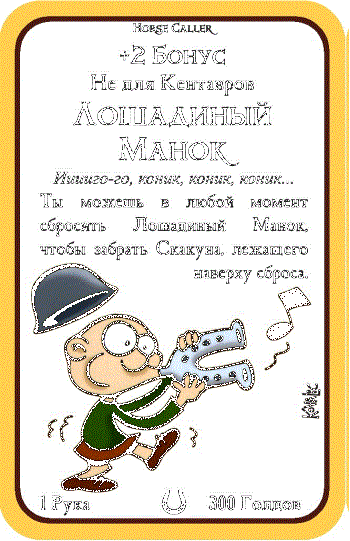 Horse Caller
+2 Бонус
Не для Кентавров
Лошадиный
Манок
Ииииго-го, коник, коник, коник...
Ты можешь в любой момент
сбросить Лошадиный Манок,
чтобы забрать Скакуна, лежащего
наверху сброса.
1 Рука 300 Голдов